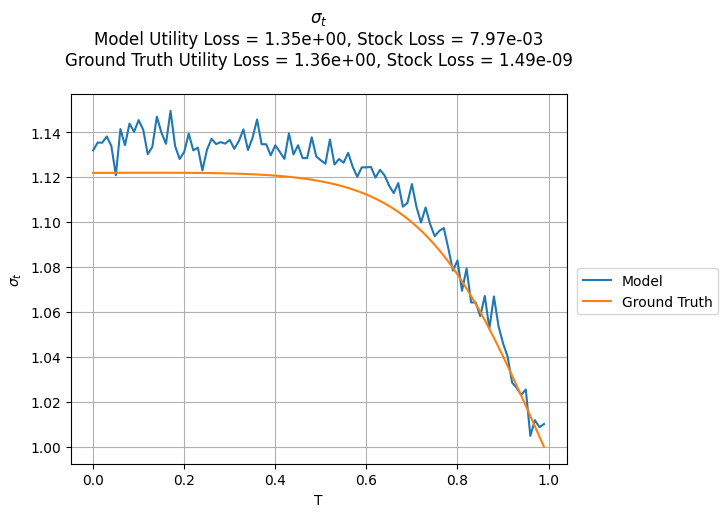 σt
Model Utility Loss = 1.35e+00, Stock Loss = 7.97e-03
Ground Truth Utility Loss = 1.36e+00, Stock Loss = 1.49e-09
1.14
1.12
1.10
1.08
1.06
1.04
1.02
1.00
σt
0.0 0.2 0.4 0.6 0.8 1.0
T
Model
Ground Truth